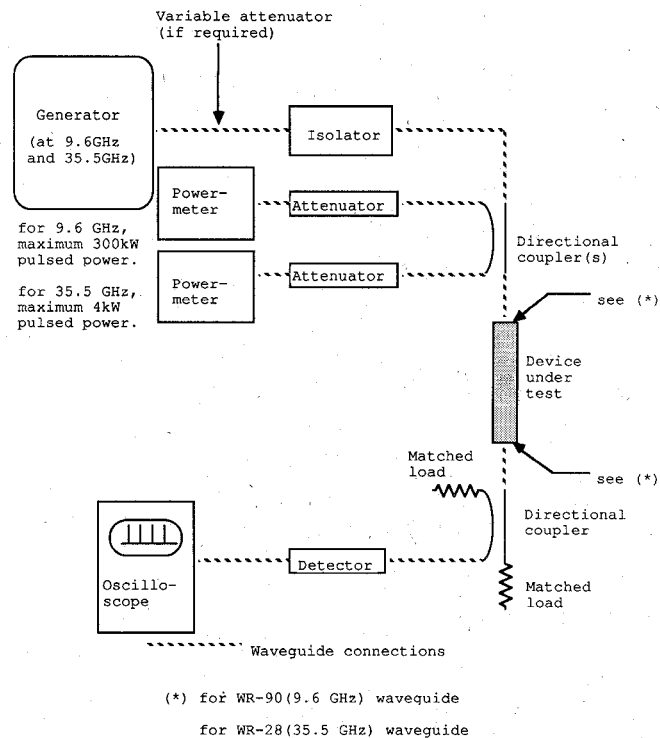 Variable attenuator
(if required)
Generator
(at 9.6GHz
and 35.5GHz)
Isolator
Power-
meter
Attenuator
for 9.6 GHz,
maximum 300kW
pulsed power.
Directional
coupler(s)
Power-
meter
Attenuator
for 35.5 GHz,
maximum 4kW
pulsed power.
see (*)
Device
under
test
Matched
load
see (*)
Directional
coupler
Detector
Oscillo-
scope
Matched
load
Waveguide connections
(*) for WR-90(9.6 GHz) waveguide
for WR-28(35.5 GHz) waveguide